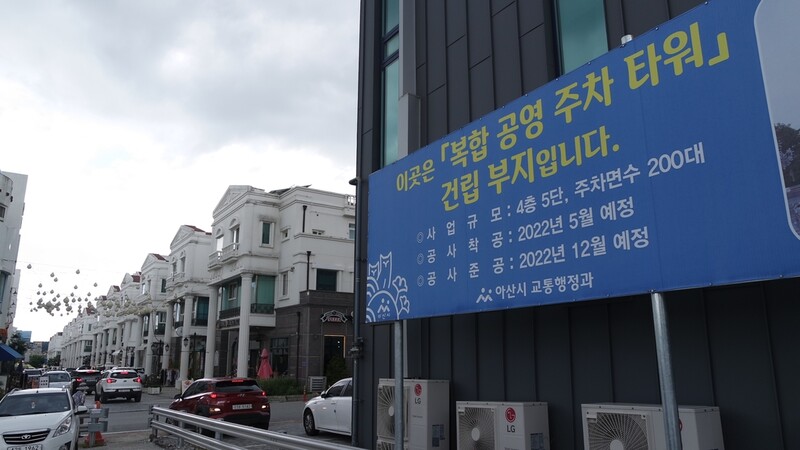 이곳은 「복합 공영 주차 타워」
건립 부지입니다.
◎ 사 업 규 모 : 4층 5단, 주차면수 200대
◎ 공 사 착 공 : 2022년 5월 예정
◎ 공 사 준 공 : 2022년 12월 예정
아산시 교통행정과
LG
LG
LG